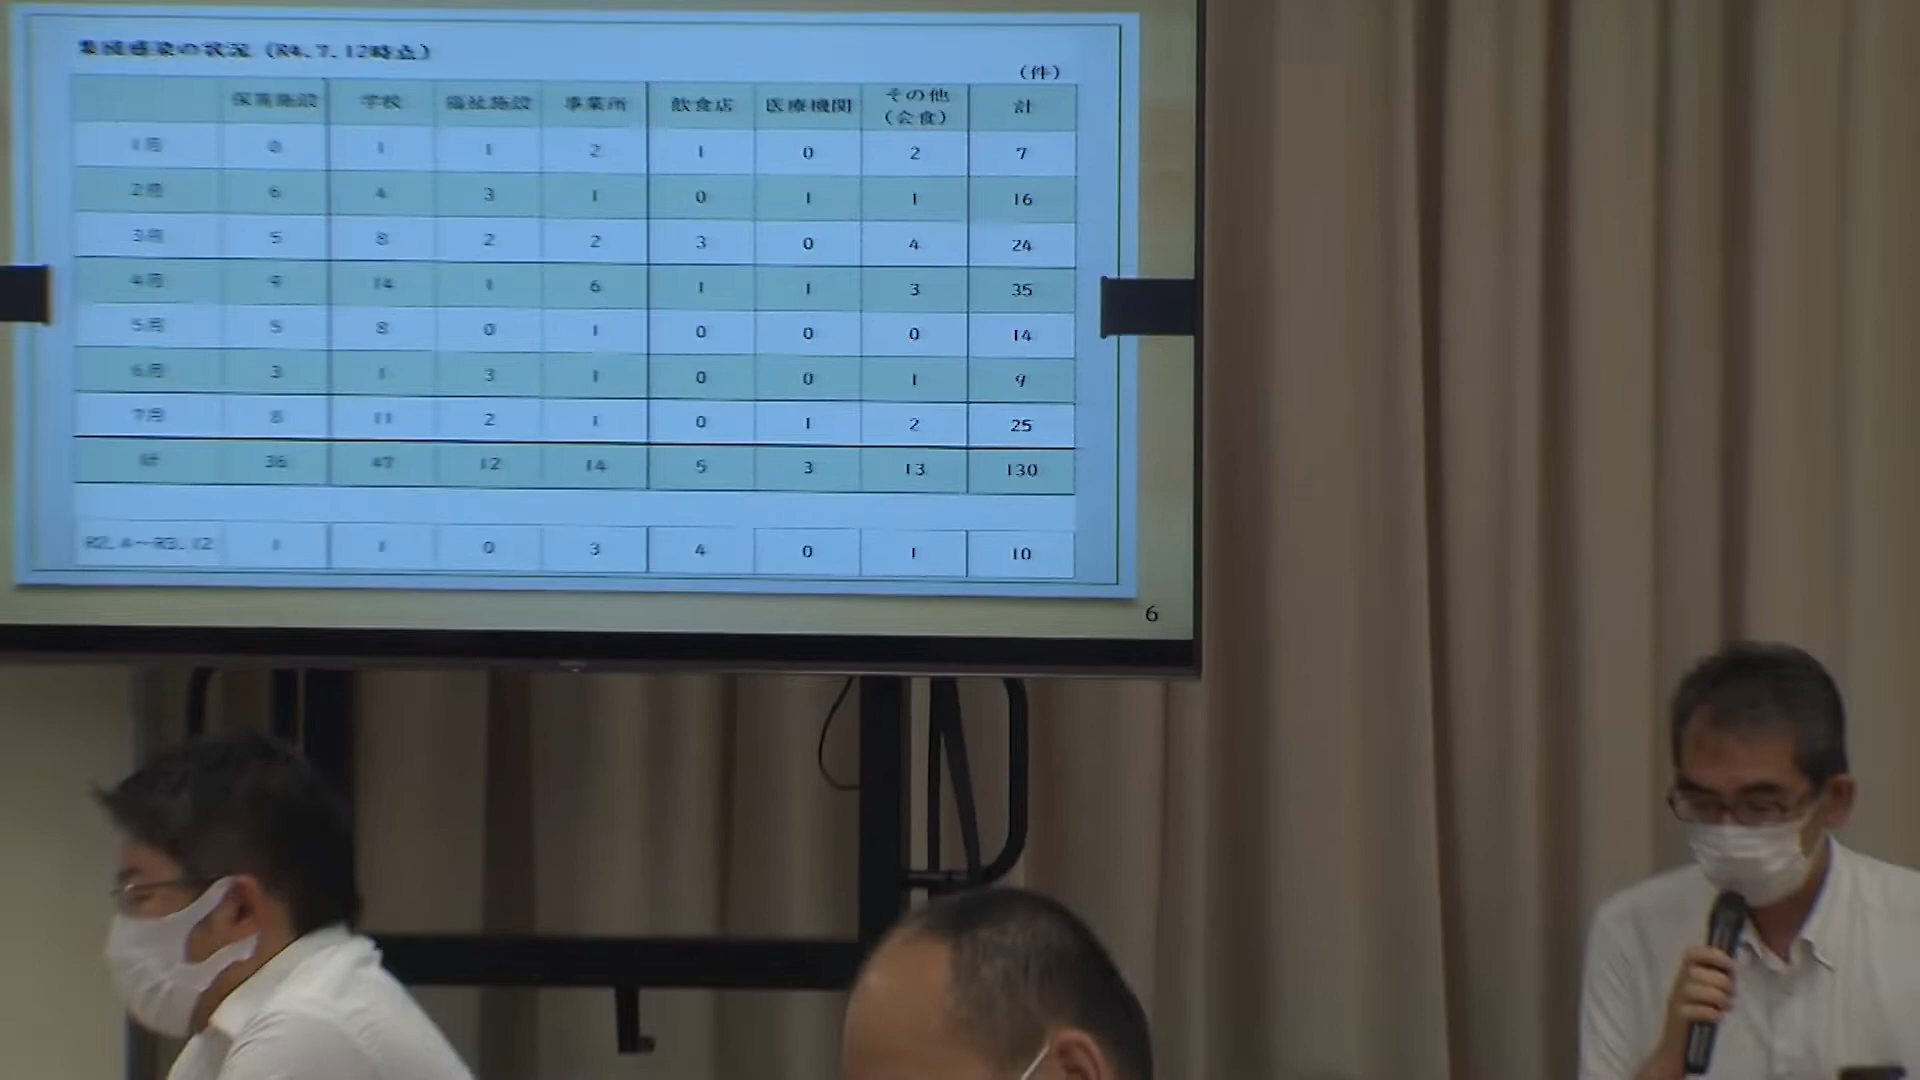 集団感染の状況（R4.7.12時点）
（件）
保育施設 学校 福祉施設 事業所 飲食店 医療機関 その他（会食） 計
1月 0 1 1 2 1 0 2 7
2月 6 4 3 1 0 1 1 16
3月 5 8 2 2 3 0 4 24
4月 9 14 1 6 1 1 3 35
5月 5 8 0 1 0 0 0 14
6月 3 1 3 1 0 0 1 9
7月 8 11 2 1 0 1 2 25
計 36 47 12 14 5 3 13 130
R2.4～R3.12 1 1 0 3 4 0 1 10
6